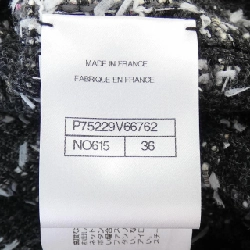 MADE IN FRANCE
FABRIQUE EN FRANCE
P75229V66762
NO615 36